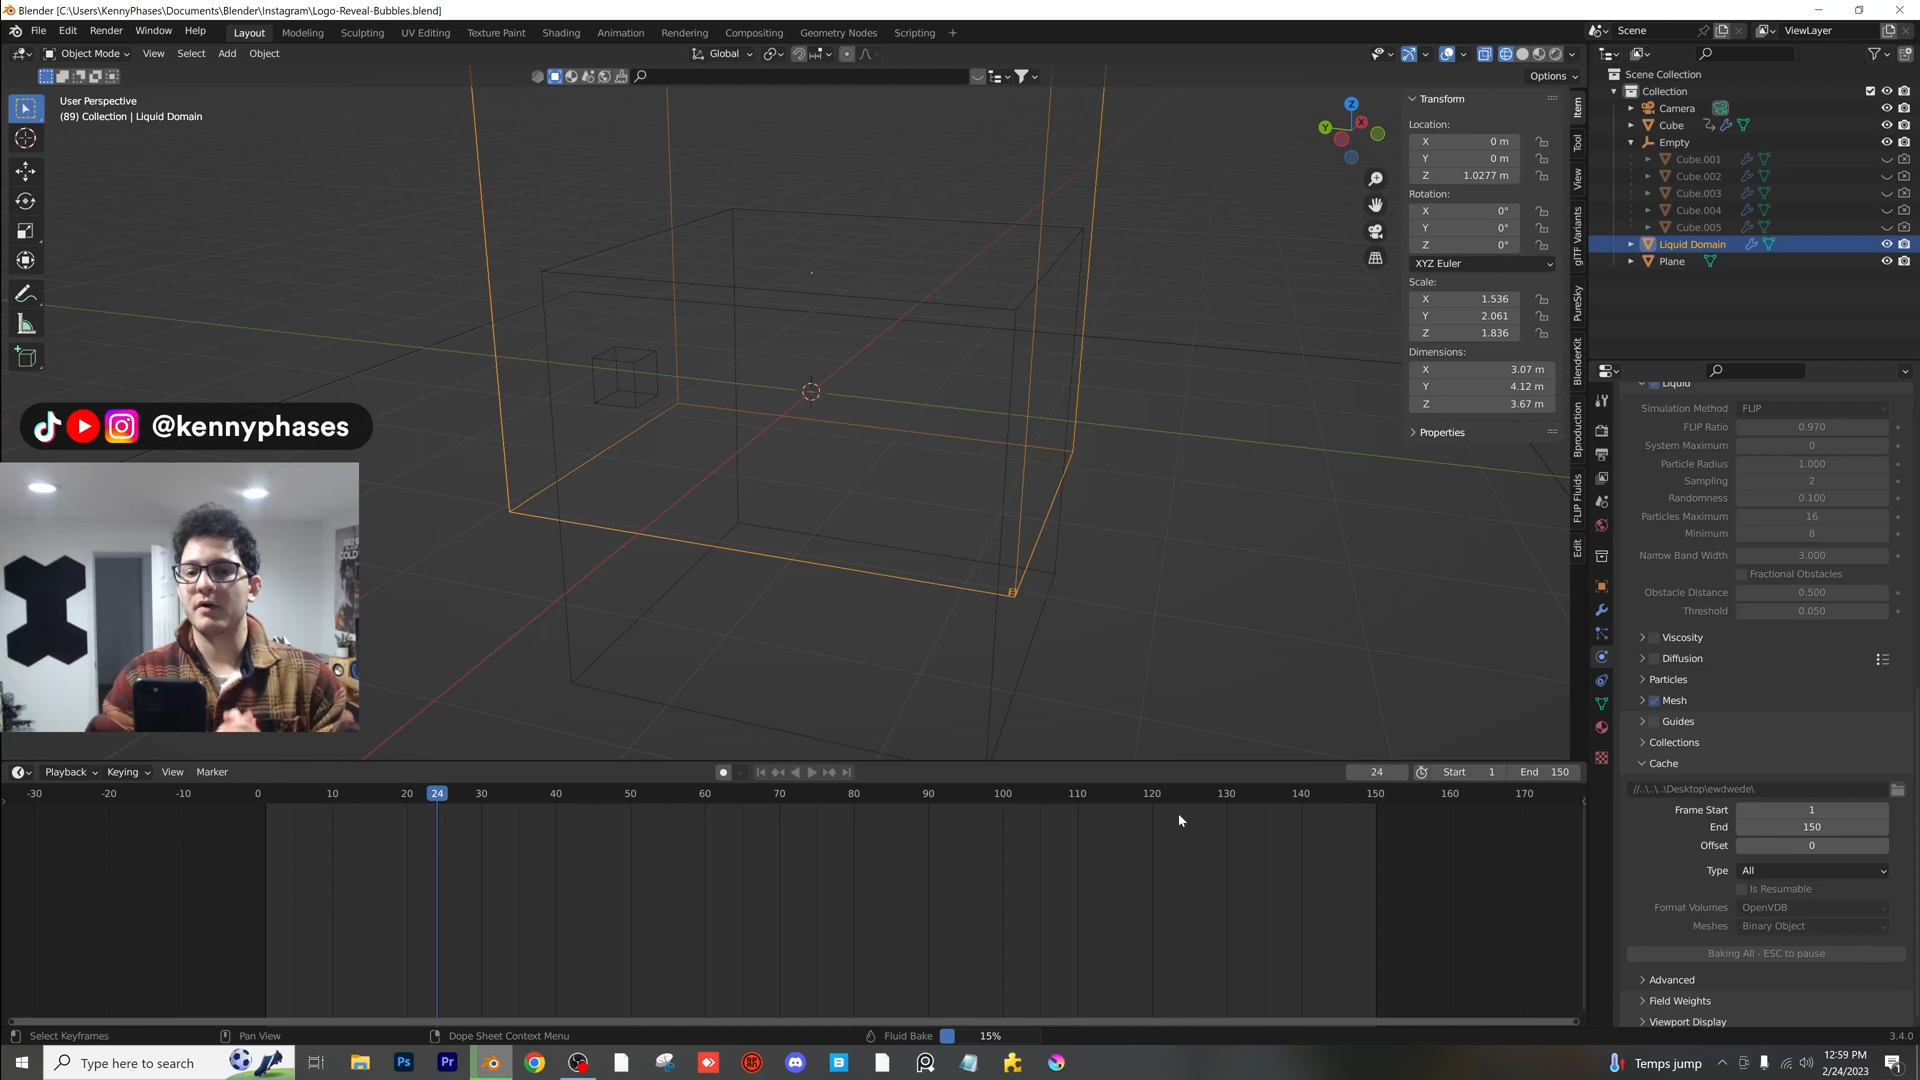 Blender [C:\Users\KennyPhases\Documents\Blender\Instagram\Logo-Reveal-Bubbles.blend]
File Edit Render Window Help
Layout Modeling Sculpting UV Editing Texture Paint Shading Animation Rendering Compositing Geometry Nodes Scripting +
Scene
ViewLayer
Object Mode View Select Add Object
Global
Options
User Perspective
(89) Collection | Liquid Domain
Z
Y
X
Transform
Location:
X 0 m
Y 0 m
Z 1.0277 m
Rotation:
X 0°
Y 0°
Z 0°
XYZ Euler
Scale:
X 1.536
Y 2.061
Z 1.836
Dimensions:
X 3.07 m
Y 4.12 m
Z 3.67 m
Properties
Item
Tool
View
glTF Variants
PureSky
BlenderKit
Bproduction
FLIP Fluids
Edit
Scene Collection
Collection
Camera
Cube
Empty
Cube.001
Cube.002
Cube.003
Cube.004
Cube.005
Liquid Domain
Plane
Liquid
Simulation Method FLIP
FLIP Ratio 0.970
System Maximum 0
Particle Radius 1.000
Sampling 2
Randomness 0.100
Particles Maximum 16
Minimum 8
Narrow Band Width 3.000
Fractional Obstacles
Obstacle Distance 0.500
Threshold 0.050
Viscosity
Diffusion
Particles
Mesh
Guides
Collections
Cache
//..\..\..\Desktop\ewdwede\
Frame Start 1
End 150
Offset 0
Type All
Is Resumable
Format Volumes OpenVDB
Meshes Binary Object
Baking All - ESC to pause
Advanced
Field Weights
Viewport Display
@kennyphases
Playback Keying View Marker
24
Start 1
End 150
-30 -20 -10 0 10 20 24 30 40 50 60 70 80 90 100 110 120 130 140 150 160 170
Select Keyframes
Pan View
Dope Sheet Context Menu
Fluid Bake 15%
3.4.0
Type here to search
Ps
Pr
Temps jump
12:59 PM
2/24/2023
1